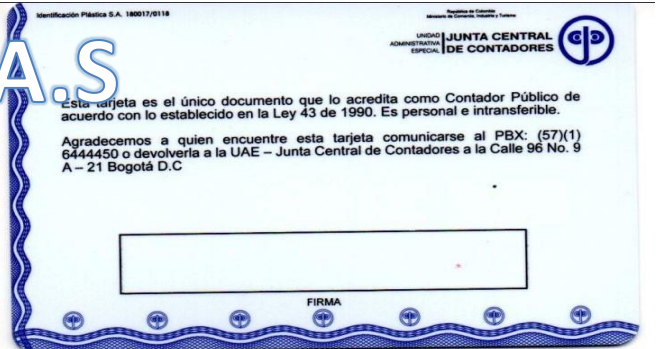 Identificación Plástica S.A. 180017/0118
República de Colombia
Ministerio de Comercio, Industria y Turismo
UNIDAD
ADMINISTRATIVA
ESPECIAL
JUNTA CENTRAL
DE CONTADORES
A.S
Esta tarjeta es el único documento que lo acredita como Contador Público de
acuerdo con lo establecido en la Ley 43 de 1990. Es personal e intransferible.
Agradecemos a quien encuentre esta tarjeta comunicarse al PBX: (57)(1)
6444450 o devolverla a la UAE – Junta Central de Contadores a la Calle 96 No. 9
A – 21 Bogotá D.C
FIRMA